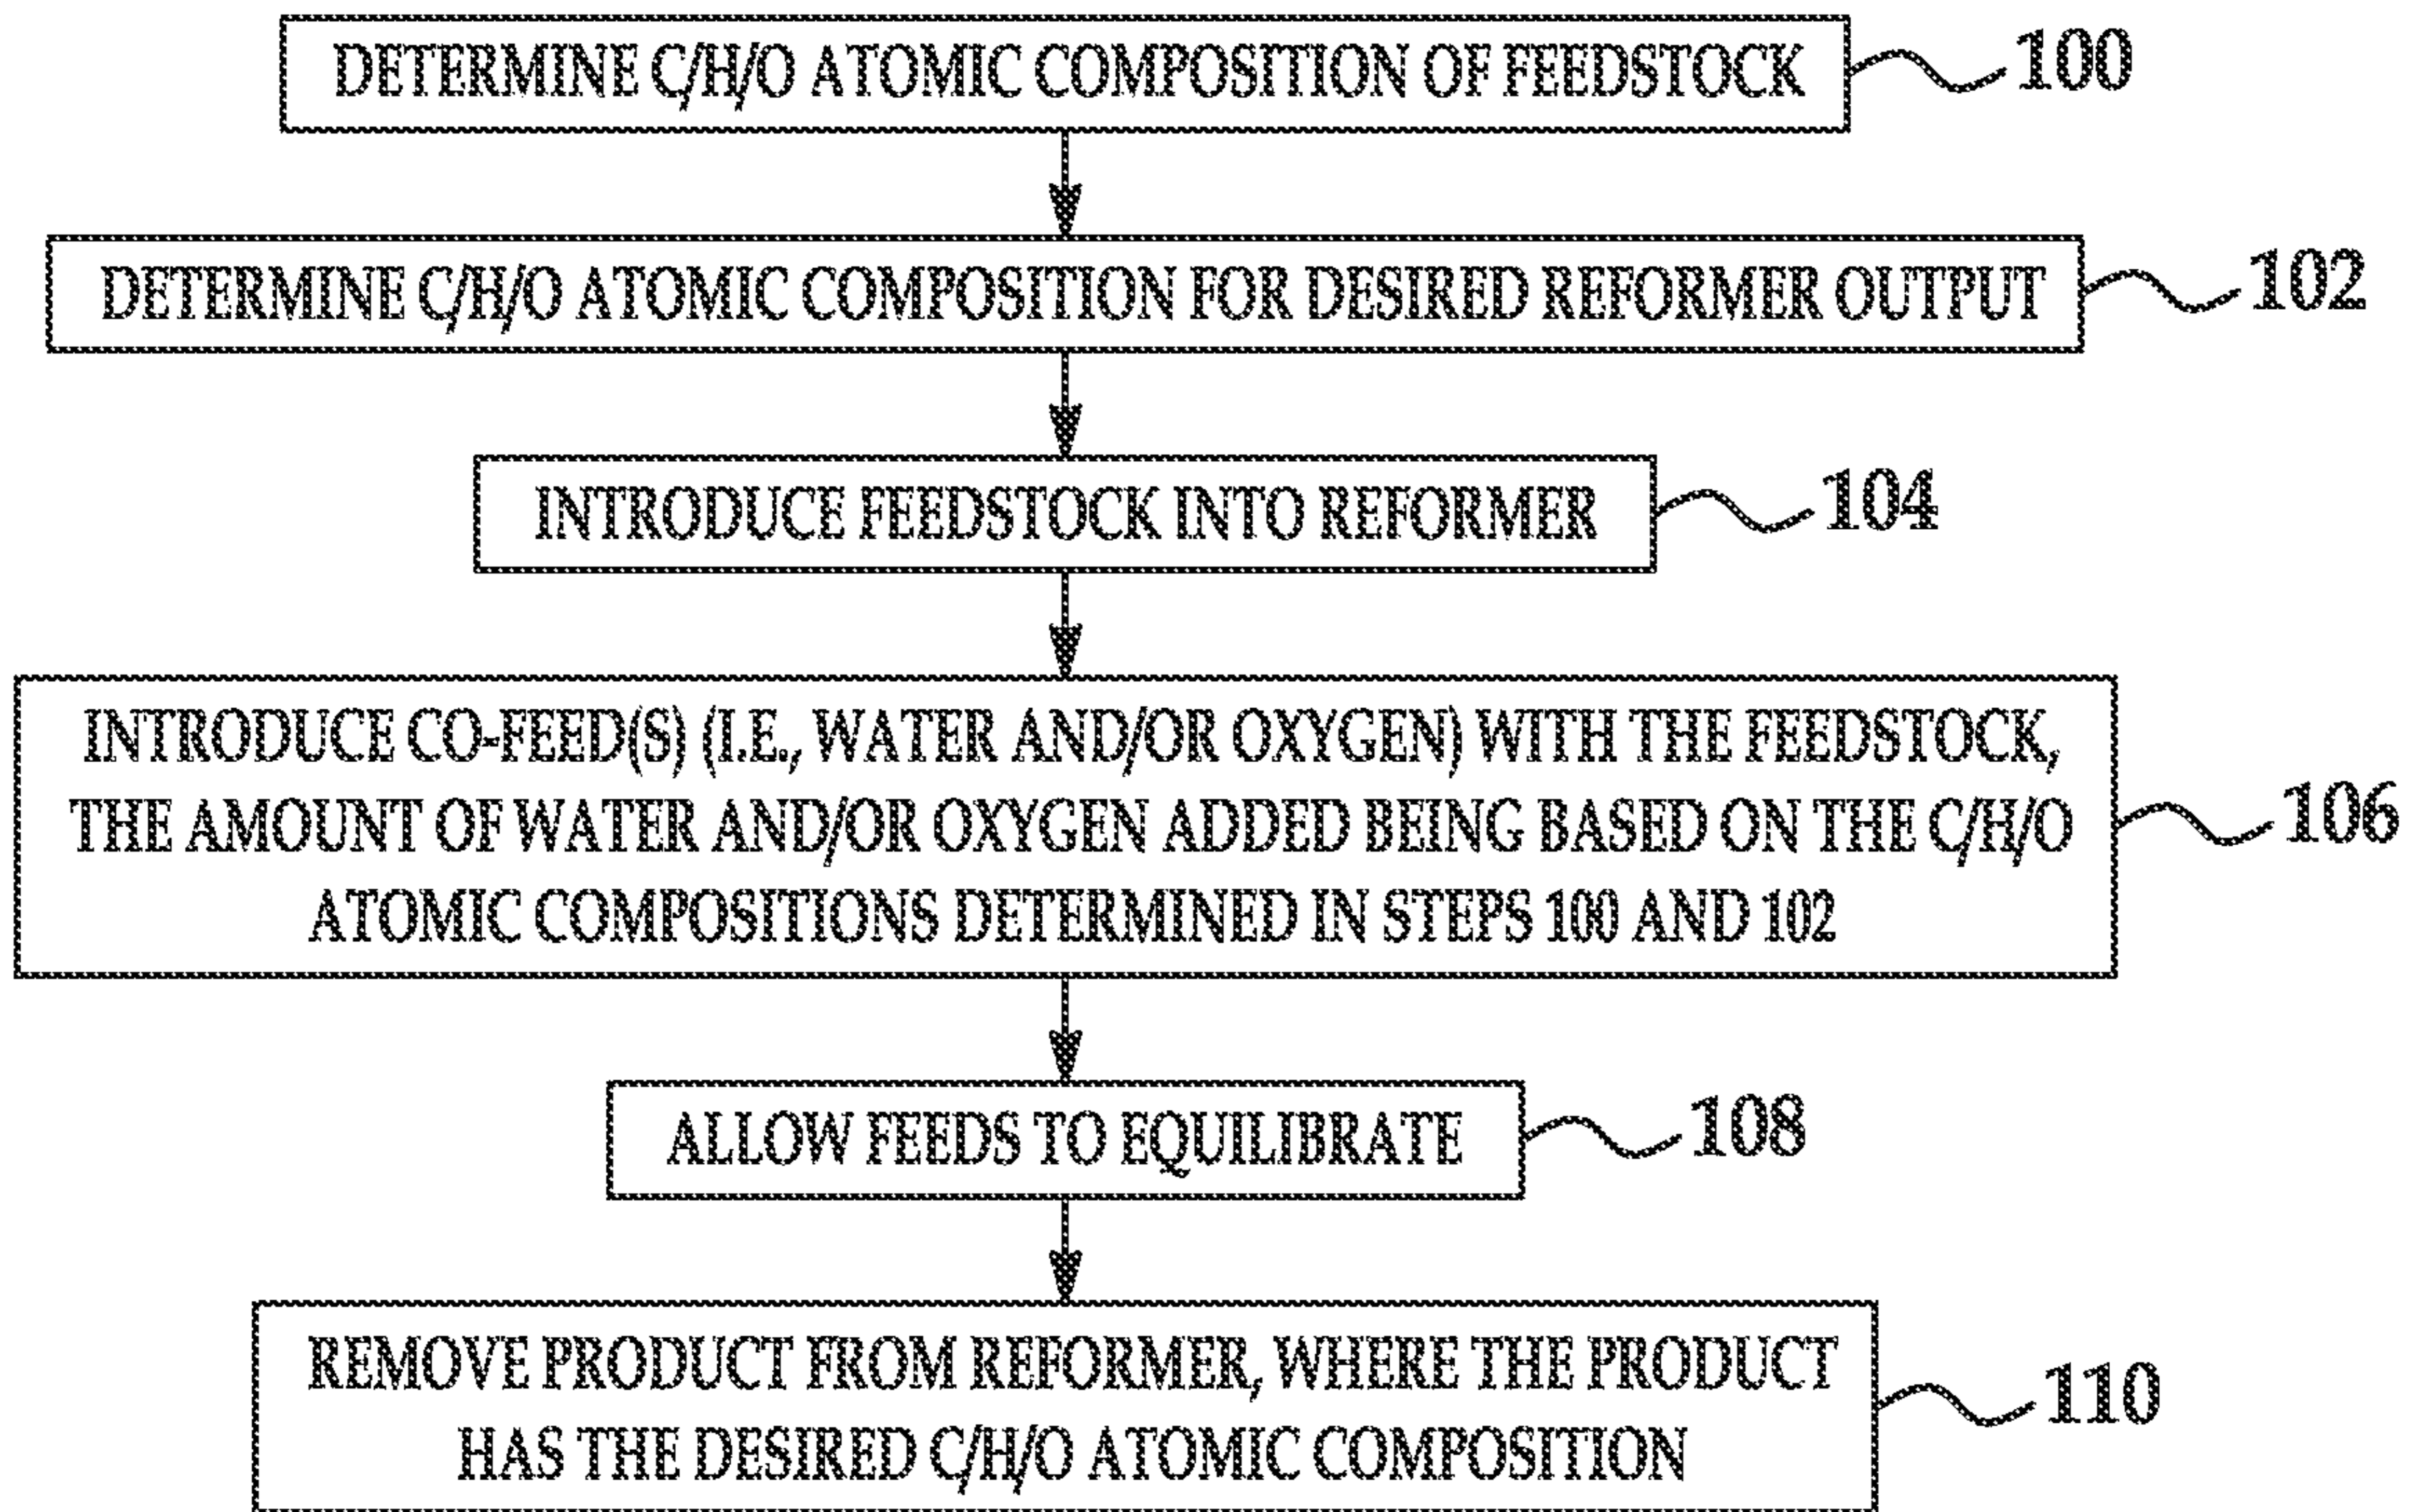 DETERMINE C/H/O ATOMIC COMPOSITION OF FEEDSTOCK
100
DETERMINE C/H/O ATOMIC COMPOSITION FOR DESIRED REFORMER OUTPUT
102
INTRODUCE FEEDSTOCK INTO REFORMER
104
INTRODUCE CO-FEED(S) (I.E., WATER AND/OR OXYGEN) WITH THE FEEDSTOCK,
THE AMOUNT OF WATER AND/OR OXYGEN ADDED BEING BASED ON THE C/H/O
ATOMIC COMPOSITIONS DETERMINED IN STEPS 100 AND 102
106
ALLOW FEEDS TO EQUILIBRATE
108
REMOVE PRODUCT FROM REFORMER, WHERE THE PRODUCT
HAS THE DESIRED C/H/O ATOMIC COMPOSITION
110